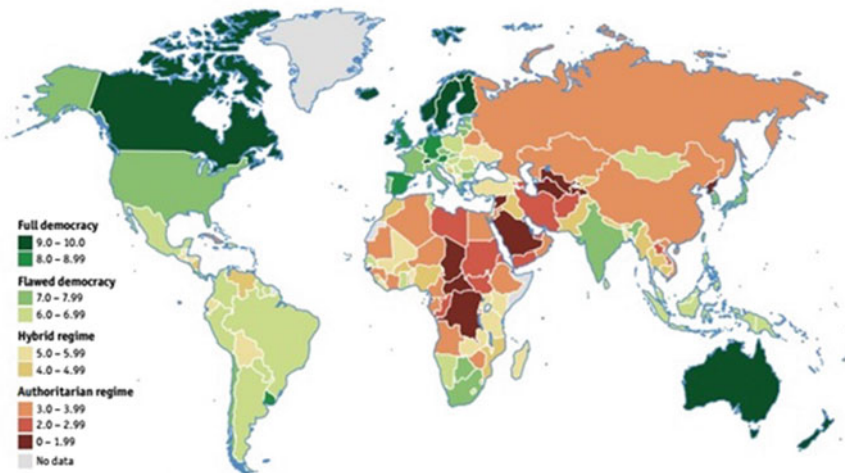 Full democracy
9.0 – 10.0
8.0 – 8.99
Flawed democracy
7.0 – 7.99
6.0 – 6.99
Hybrid regime
5.0 – 5.99
4.0 – 4.99
Authoritarian regime
3.0 – 3.99
2.0 – 2.99
0 – 1.99
No data